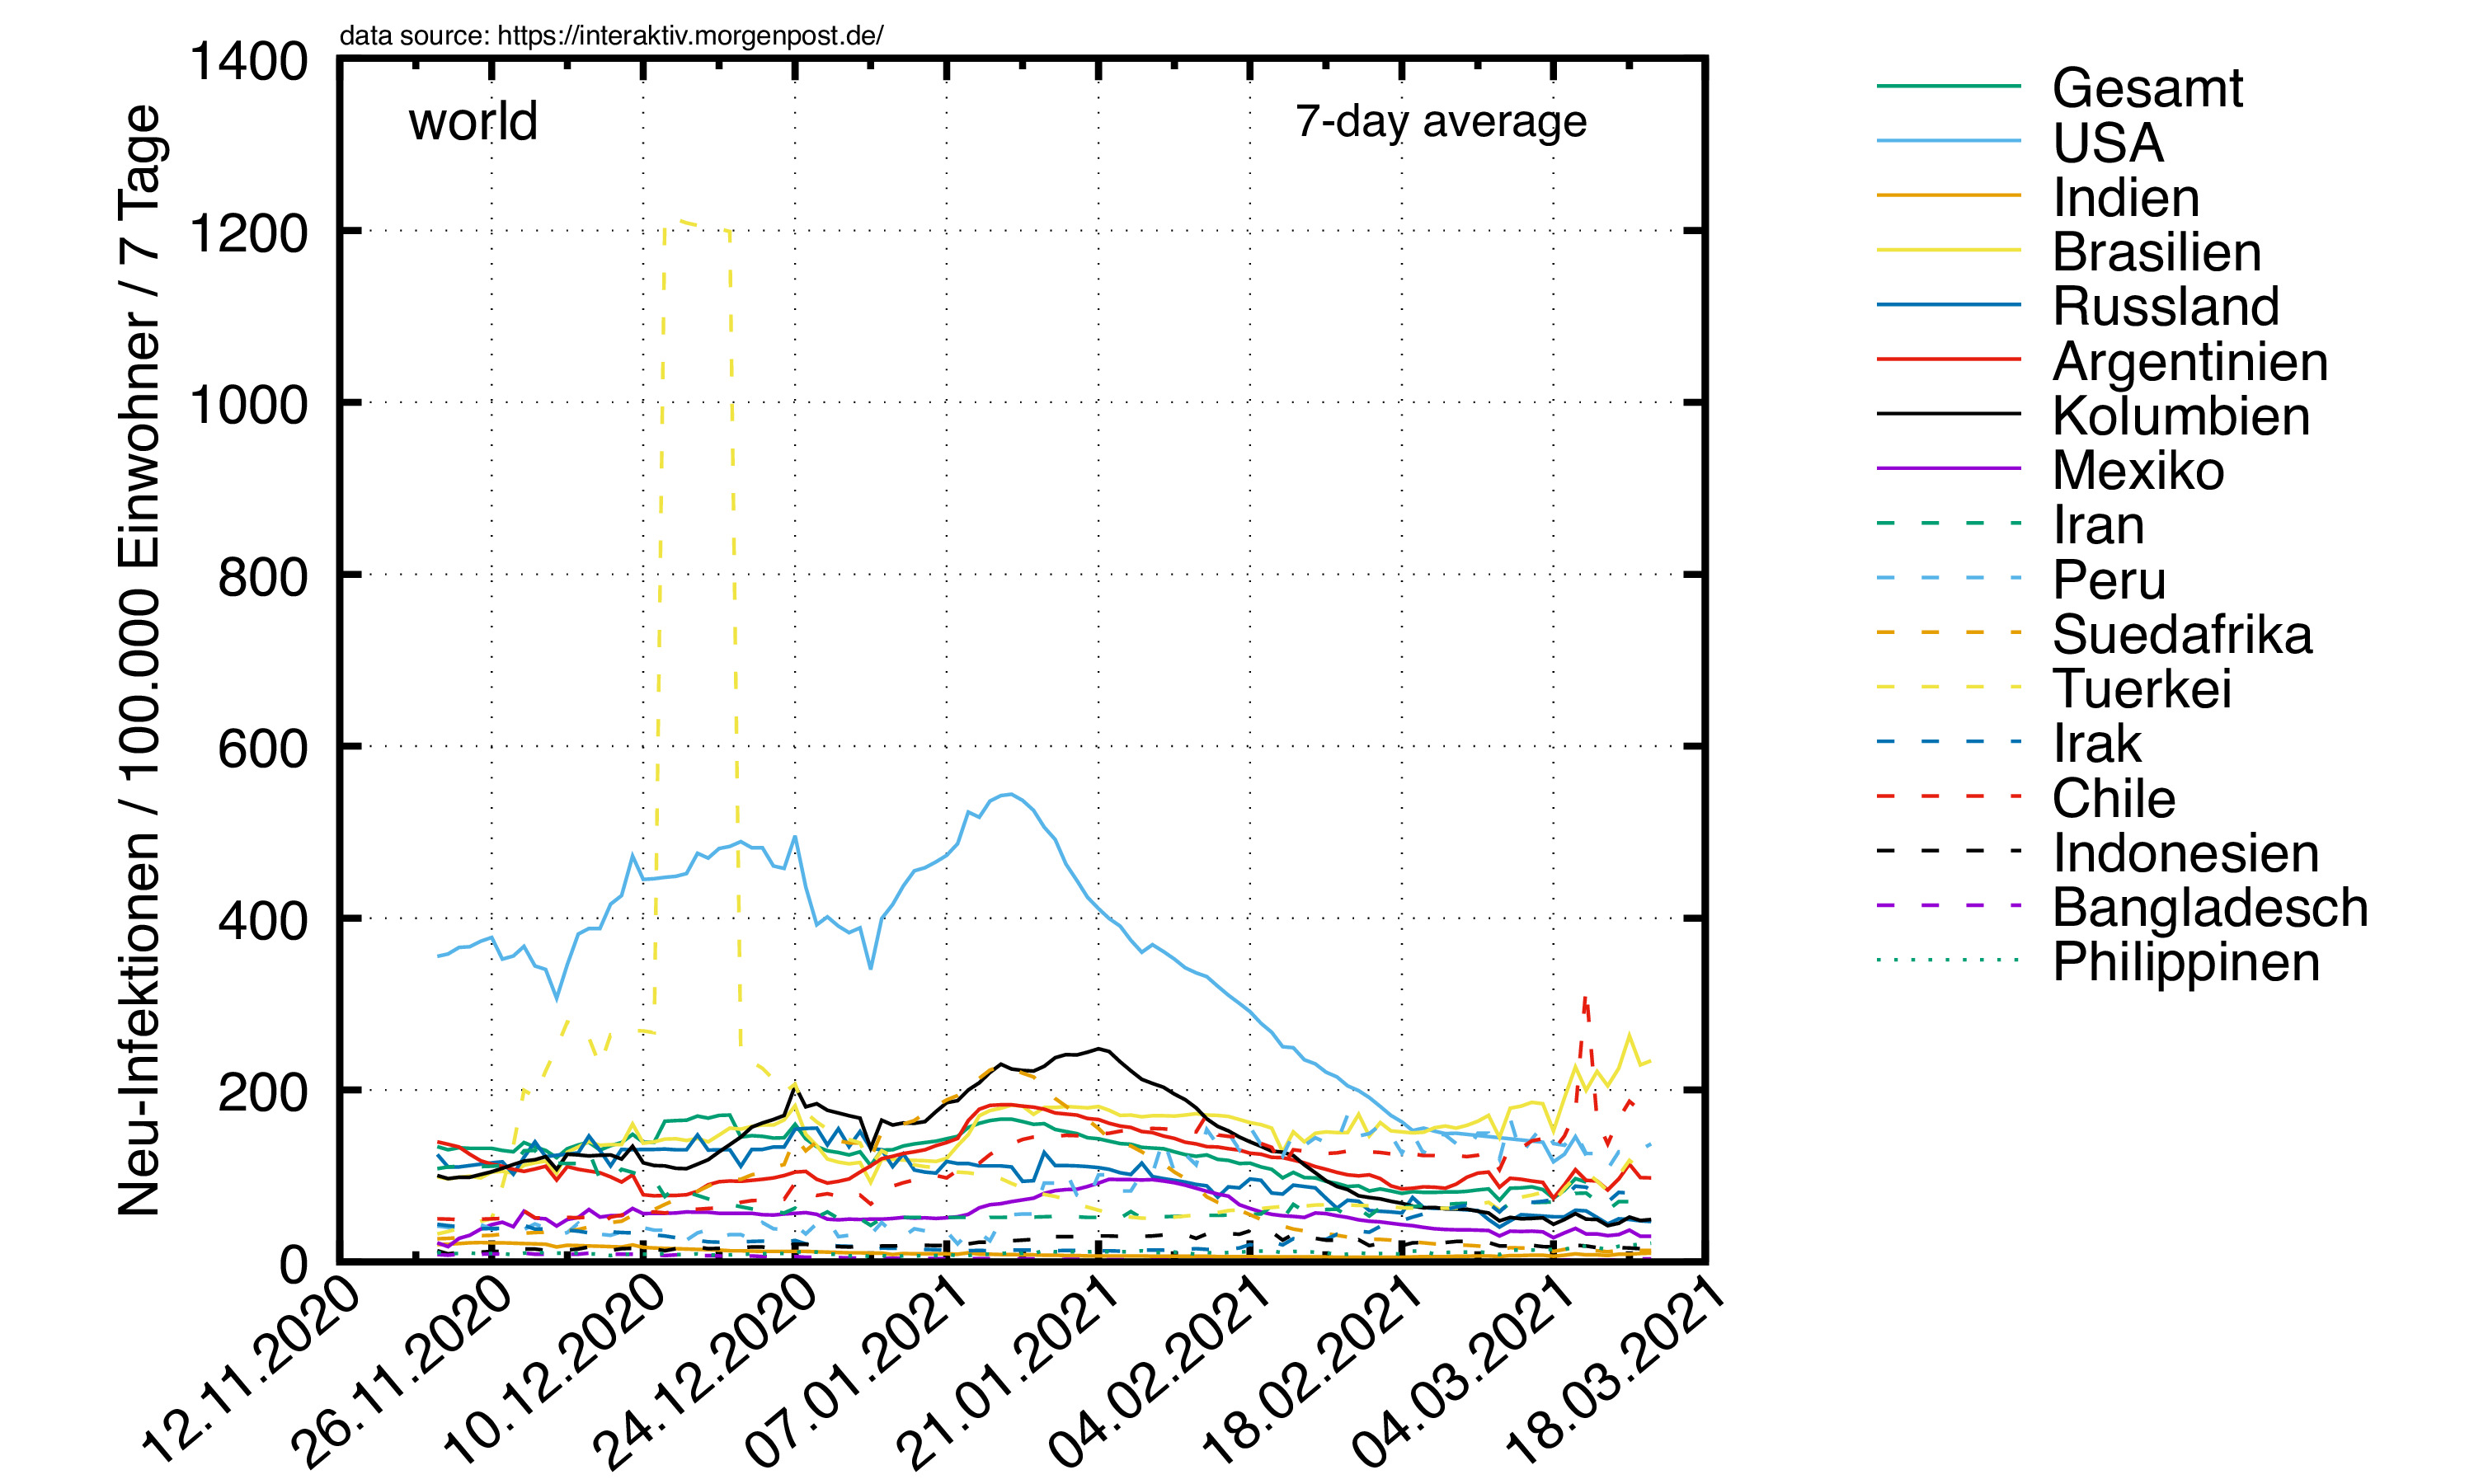 data source: https://interaktiv.morgenpost.de/
world
7-day average
Neu-Infektionen / 100.000 Einwohner / 7 Tage
1400
1200
1000
800
600
400
200
0
12.11.2020
26.11.2020
10.12.2020
24.12.2020
07.01.2021
21.01.2021
04.02.2021
18.02.2021
04.03.2021
18.03.2021
Gesamt
USA
Indien
Brasilien
Russland
Argentinien
Kolumbien
Mexiko
Iran
Peru
Suedafrika
Tuerkei
Irak
Chile
Indonesien
Bangladesch
Philippinen